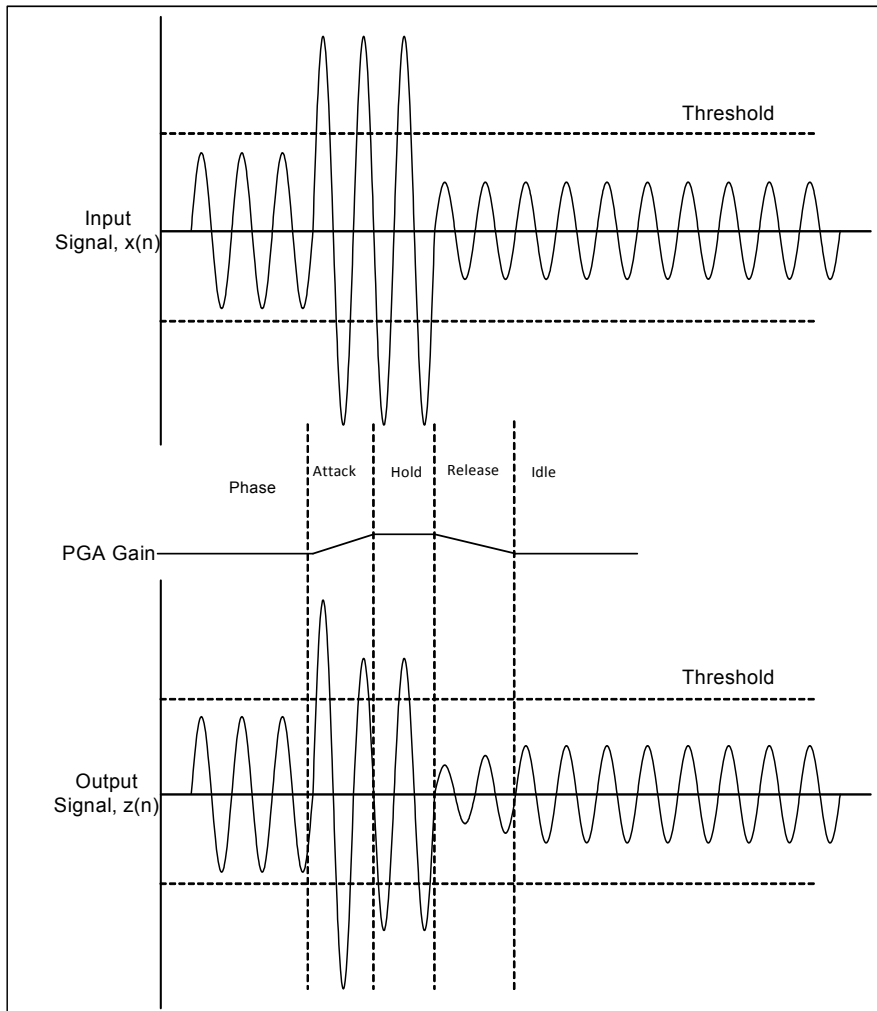 Threshold
Input
Signal, x(n)
Attack
Hold
Release
Idle
Phase
PGA Gain
Threshold
Output
Signal, z(n)